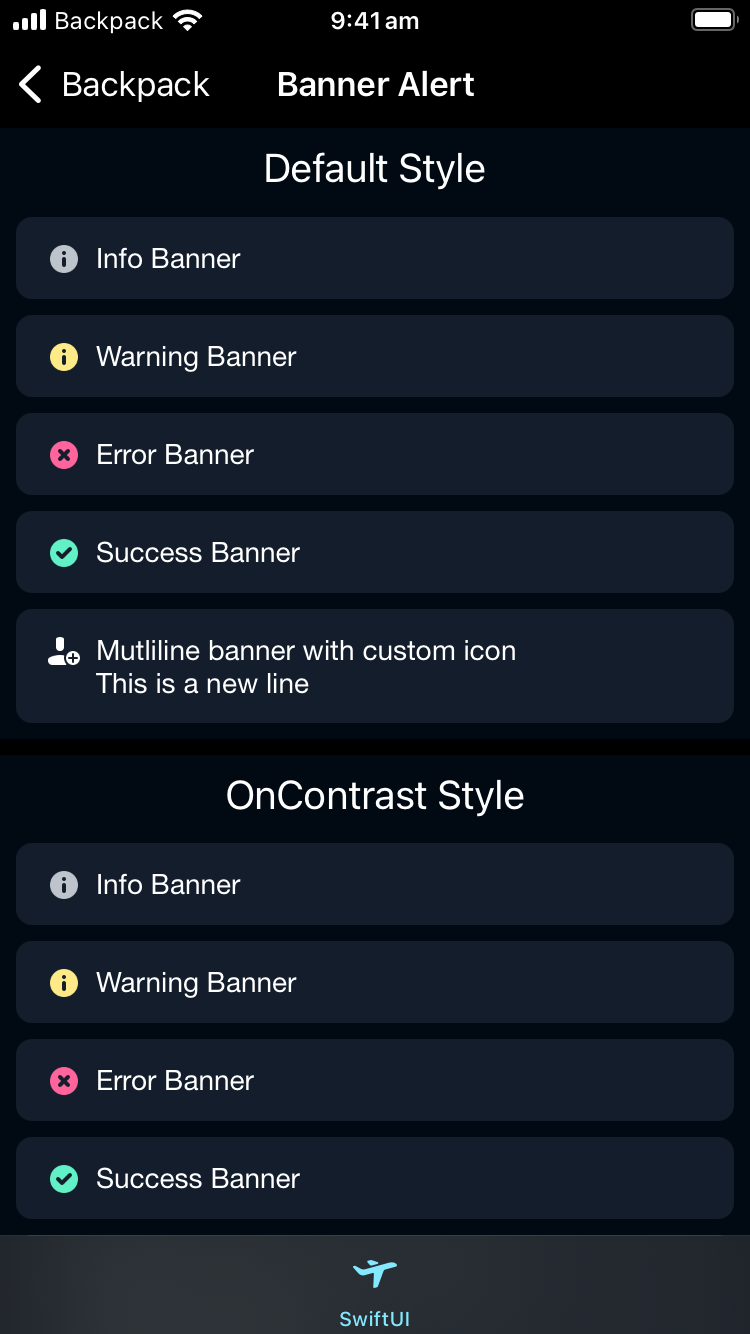 Backpack 9:41 am
Backpack Banner Alert
Default Style
Info Banner
Warning Banner
Error Banner
Success Banner
Mutliline banner with custom icon
This is a new line
OnContrast Style
Info Banner
Warning Banner
Error Banner
Success Banner
SwiftUI